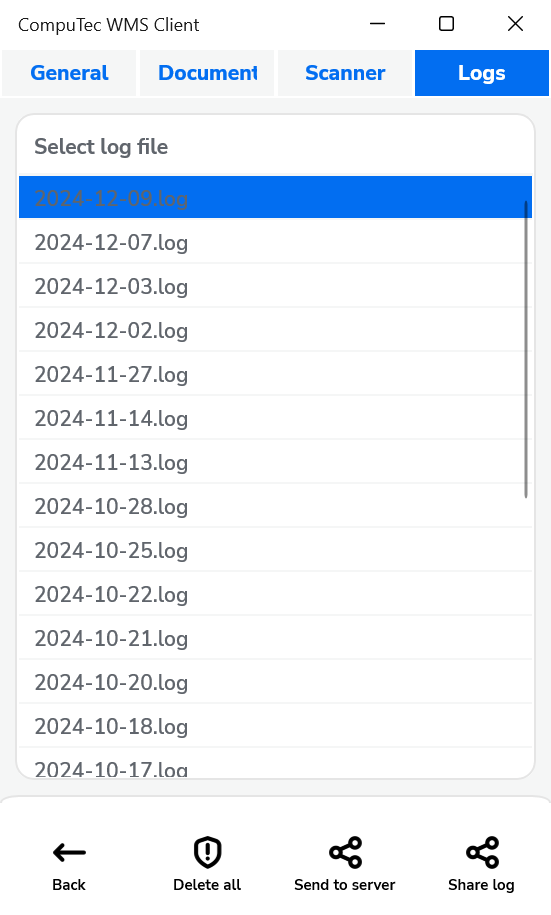 CompuTec WMS Client
General Document Scanner Logs
Select log file
2024-12-09.log
2024-12-07.log
2024-12-03.log
2024-12-02.log
2024-11-27.log
2024-11-14.log
2024-11-13.log
2024-10-28.log
2024-10-25.log
2024-10-22.log
2024-10-21.log
2024-10-20.log
2024-10-18.log
2024-10-17.log
Back Delete all Send to server Share log